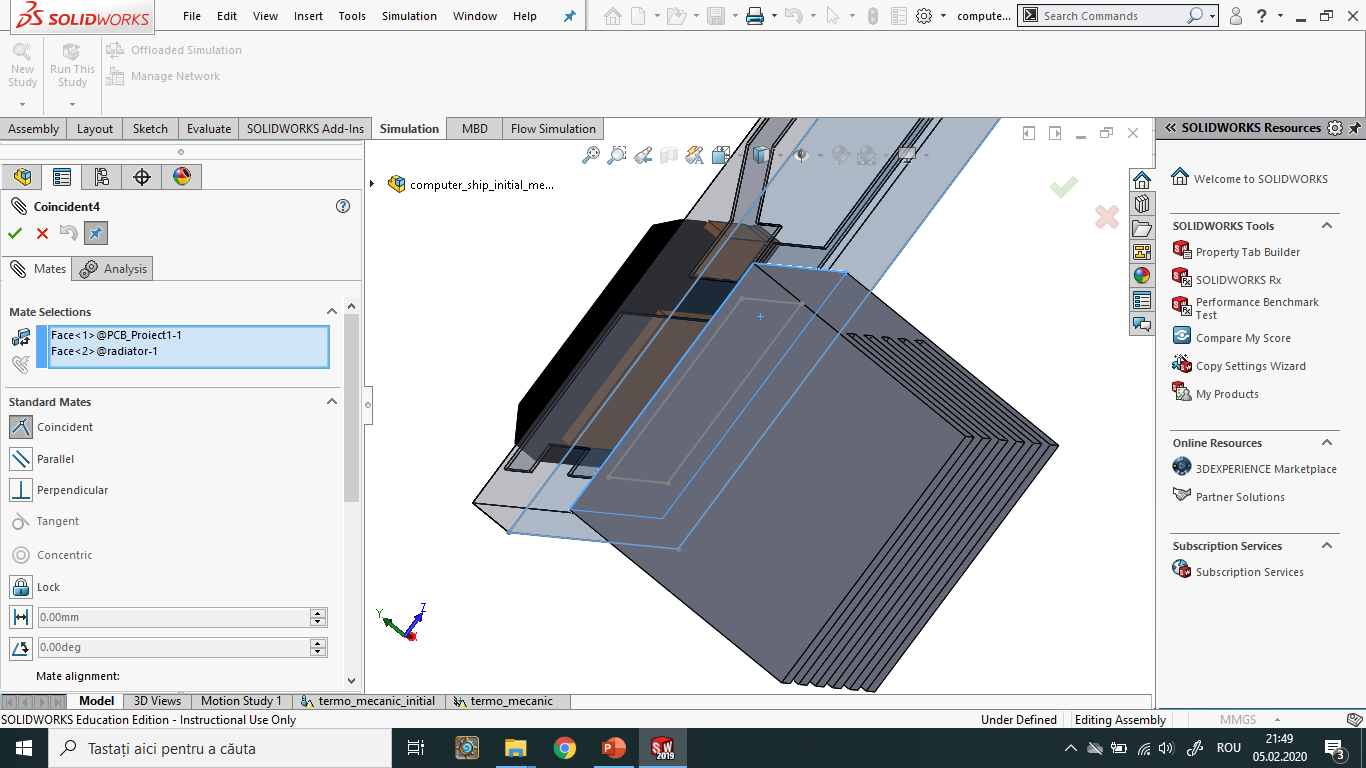 SOLIDWORKS
File Edit View Insert Tools Simulation Window Help
compute...
Search Commands
New Study
Run This Study
Offloaded Simulation
Manage Network
Assembly Layout Sketch Evaluate SOLIDWORKS Add-Ins Simulation MBD Flow Simulation
computer_ship_initial_me...
Coincident4
Mates Analysis
Mate Selections
Face<1>@PCB_Proiect1-1
Face<2>@radiator-1
Standard Mates
Coincident
Parallel
Perpendicular
Tangent
Concentric
Lock
0.00mm
0.00deg
Mate alignment:
Y
Z
X
SOLIDWORKS Resources
Welcome to SOLIDWORKS
SOLIDWORKS Tools
Property Tab Builder
SOLIDWORKS Rx
Performance Benchmark
Test
Compare My Score
Copy Settings Wizard
My Products
Online Resources
3DEXPERIENCE Marketplace
Partner Solutions
Subscription Services
Subscription Services
Model 3D Views Motion Study 1 termo_mecanic_initial termo_mecanic
SOLIDWORKS Education Edition - Instructional Use Only
Under Defined Editing Assembly MMGS
Tastați aici pentru a căuta
SW
2019
ROU
21:49
05.02.2020
3